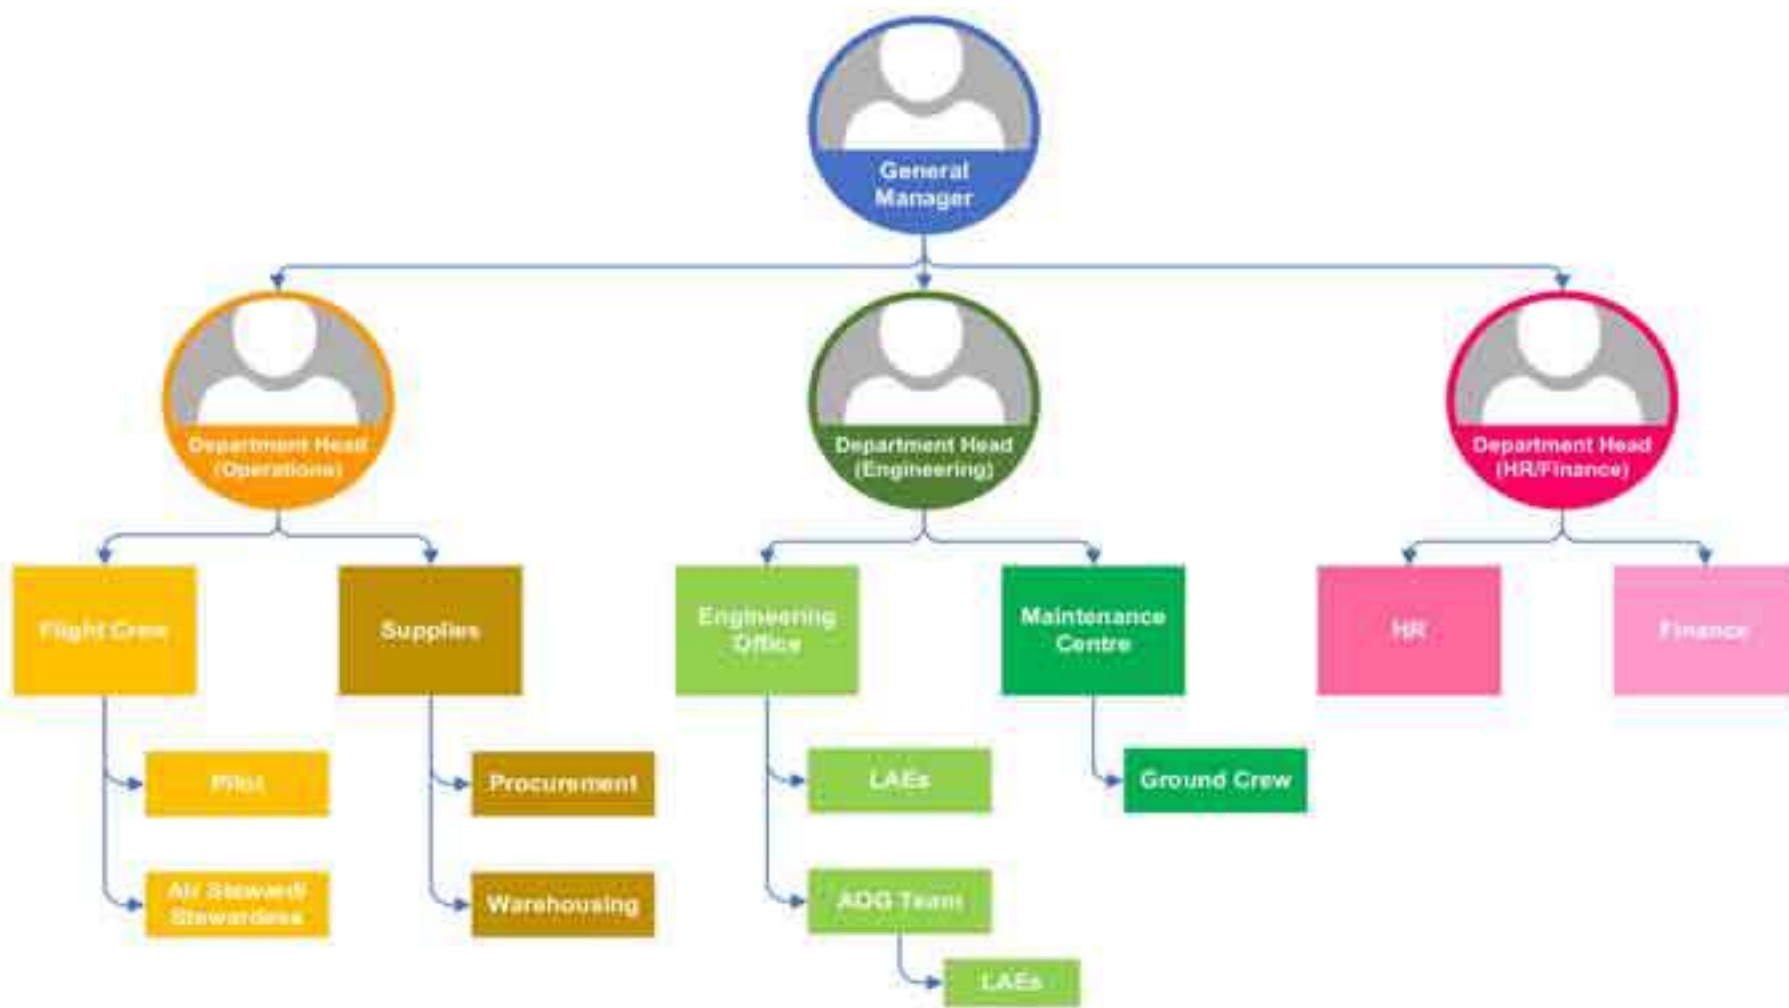 General
Manager
Department Head
(Operations)
Department Head
(Engineering)
Department Head
(HR/Finance)
Flight Crew
Supplies
Engineering
Office
Maintenance
Centre
HR
Finance
Pilot
Procurement
LAEs
Ground Crew
Air Steward/
Stewardess
Warehousing
AOG Team
LAEs